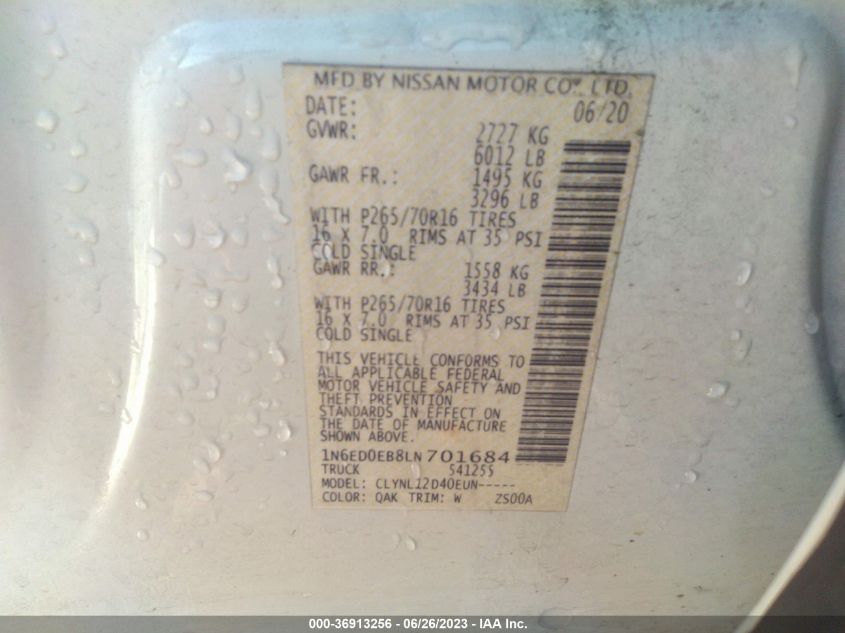 MFD BY NISSAN MOTOR CO., LTD.
DATE: 06/20
GVWR: 2727 KG
6012 LB
GAWR FR.: 1495 KG
3296 LB
WITH P265/70R16 TIRES
16 X 7.0 RIMS AT 35 PSI
COLD SINGLE
GAWR RR.: 1558 KG
3434 LB
WITH P265/70R16 TIRES
16 X 7.0 RIMS AT 35 PSI
COLD SINGLE
THIS VEHICLE CONFORMS TO
ALL APPLICABLE FEDERAL
MOTOR VEHICLE SAFETY AND
THEFT PREVENTION
STANDARDS IN EFFECT ON
THE DATE OF MANUFACTURE
SHOWN ABOVE.
1N6ED0EB8LN701684
TRUCK 541255
MODEL: CLYNL12D40EUN-----
COLOR: QAK TRIM: W ZS00A
000-36913256 - 06/26/2023 - IAA Inc.